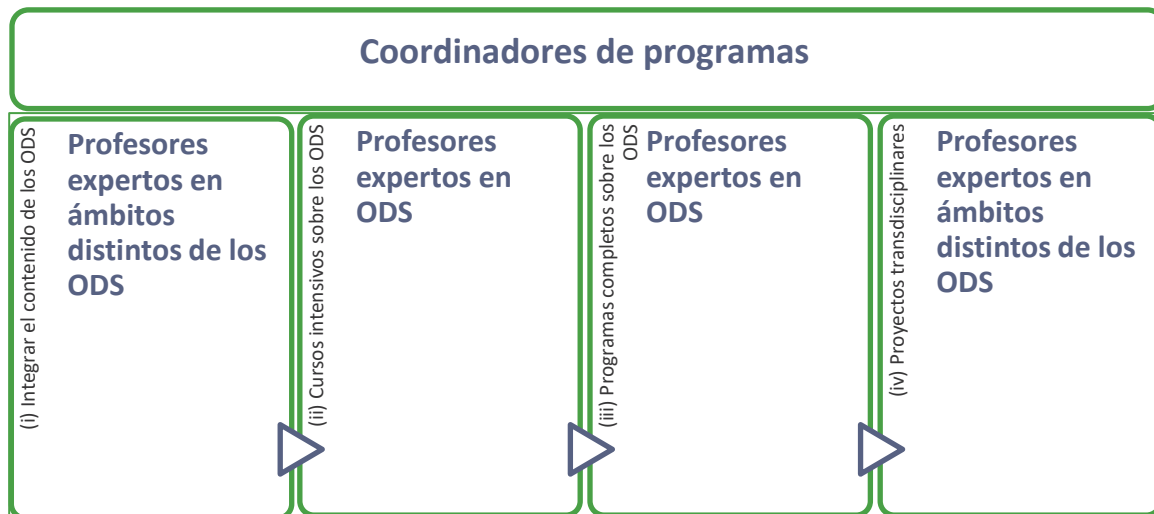 Coordinadores de programas
(i) Integrar el contenido de los ODS
Profesores
expertos en
ámbitos
distintos de los
ODS
(ii) Cursos intensivos sobre los ODS
Profesores
expertos en
ODS
(iii) Programas completos sobre los
ODS
Profesores
expertos en
ODS
(iv) Proyectos transdisciplinares
Profesores
expertos en
ámbitos
distintos de los
ODS